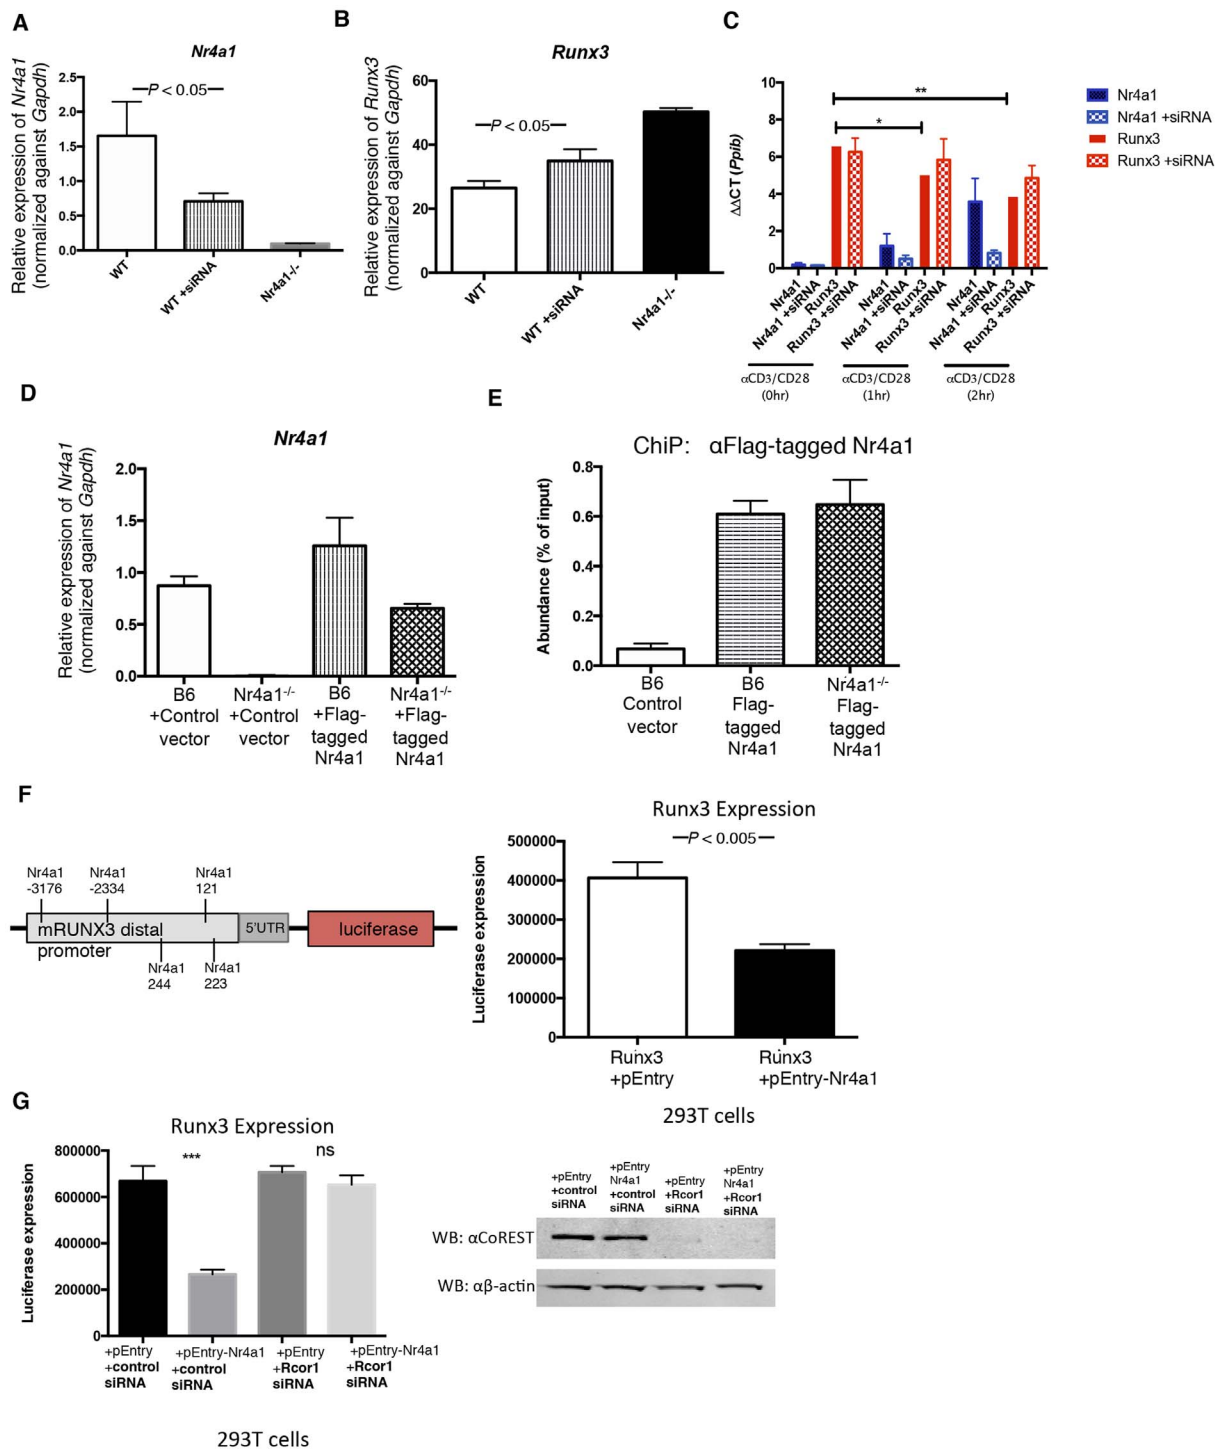 A
Nr4a1
Relative expression of Nr4a1
(normalized against Gapdh)
2.5
2.0
1.5
1.0
0.5
0.0
P < 0.05
WT
WT +siRNA
Nr4a1-/-
B
Runx3
Relative expression of Runx3
(normalized against Gapdh)
60
40
20
0
P < 0.05
WT
WT +siRNA
Nr4a1-/-
C
ΔΔCT (Ppib)
10
8
6
4
2
0
**
*
Nr4a1
Nr4a1 +siRNA
Runx3
Runx3 +siRNA
Nr4a1
Nr4a1 +siRNA
Runx3
Runx3 +siRNA
Nr4a1
Nr4a1 +siRNA
Runx3
Runx3 +siRNA
Nr4a1
Nr4a1 +siRNA
Runx3
Runx3 +siRNA
αCD3/CD28
(0hr)
αCD3/CD28
(1hr)
αCD3/CD28
(2hr)
D
Nr4a1
Relative expression of Nr4a1
(normalized against Gapdh)
2.0
1.5
1.0
0.5
0.0
B6
+Control
vector
Nr4a1-/-
+Control
vector
B6
+Flag-
tagged
Nr4a1
Nr4a1-/-
+Flag-
tagged
Nr4a1
E
ChiP: αFlag-tagged Nr4a1
Abundance (% of input)
0.8
0.6
0.4
0.2
0.0
B6
Control
vector
B6
Flag-
tagged
Nr4a1
Nr4a1-/-
Flag-
tagged
Nr4a1
F
Nr4a1
-3176
Nr4a1
-2334
Nr4a1
121
mRUNX3 distal
promoter
5'UTR
luciferase
Nr4a1
244
Nr4a1
223
Runx3 Expression
P < 0.005
Luciferase expression
500000
400000
300000
200000
100000
0
Runx3
+pEntry
Runx3
+pEntry-Nr4a1
293T cells
G
Runx3 Expression
Luciferase expression
800000
600000
400000
200000
0
***
ns
+pEntry
+control
siRNA
+pEntry-Nr4a1
+control
siRNA
+pEntry
+Rcor1
siRNA
+pEntry-Nr4a1
+Rcor1
siRNA
293T cells
+pEntry
+control
siRNA
+pEntry
Nr4a1
+control
siRNA
+pEntry
+Rcor1
siRNA
+pEntry
Nr4a1
+Rcor1
siRNA
WB: αCoREST
WB: αβ-actin